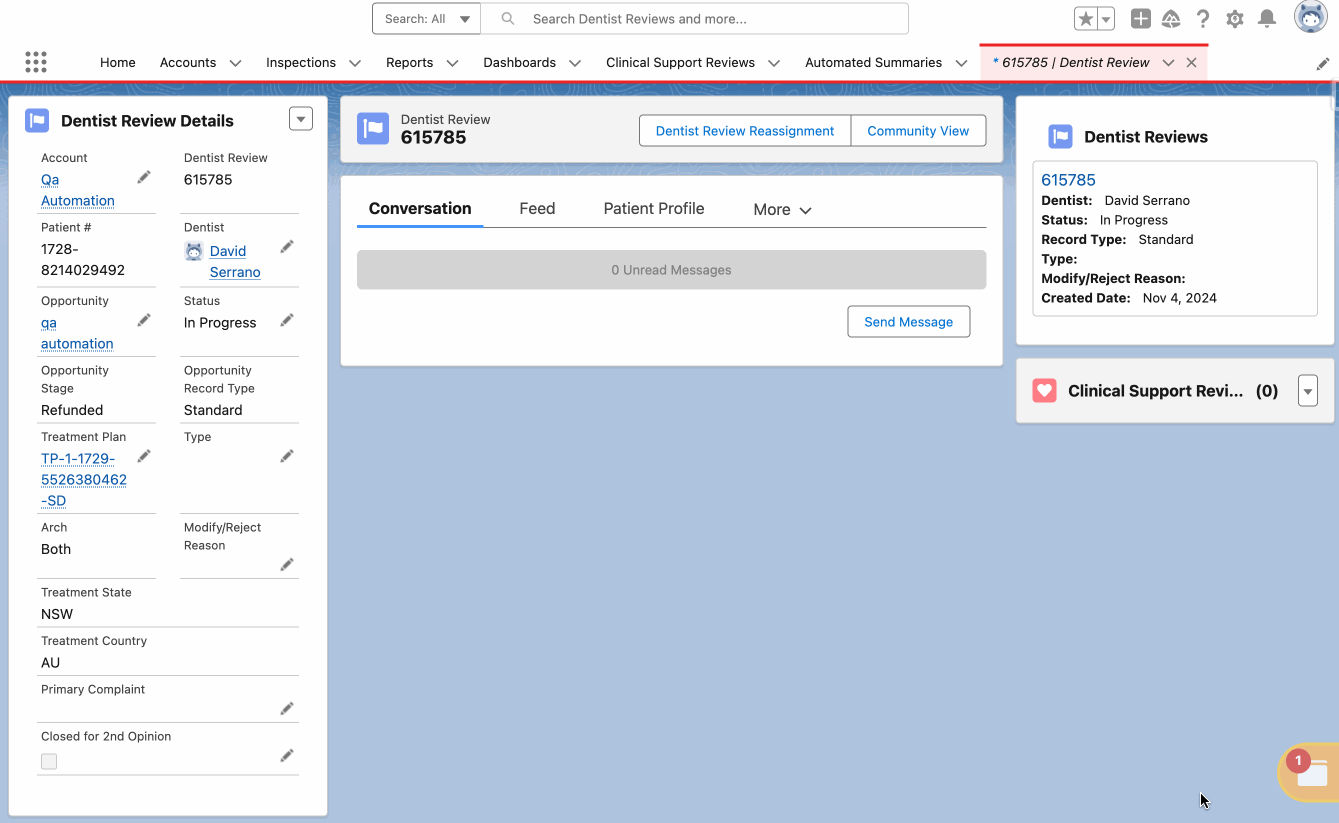 Search: All
Search Dentist Reviews and more...
Home
Accounts
Inspections
Reports
Dashboards
Clinical Support Reviews
Automated Summaries
* 615785 | Dentist Review
Dentist Review Details
Account
Qa
Automation
Dentist Review
615785
Patient #
1728-
8214029492
Dentist
David
Serrano
Opportunity
qa
automation
Status
In Progress
Opportunity
Stage
Refunded
Opportunity
Record Type
Standard
Treatment Plan
TP-1-1729-
5526380462
-SD
Type
Arch
Both
Modify/Reject
Reason
Treatment State
NSW
Treatment Country
AU
Primary Complaint
Closed for 2nd Opinion
Dentist Review
615785
Dentist Review Reassignment
Community View
Conversation
Feed
Patient Profile
More
0 Unread Messages
Send Message
Dentist Reviews
615785
Dentist: David Serrano
Status: In Progress
Record Type: Standard
Type:
Modify/Reject Reason:
Created Date: Nov 4, 2024
Clinical Support Revi... (0)
1